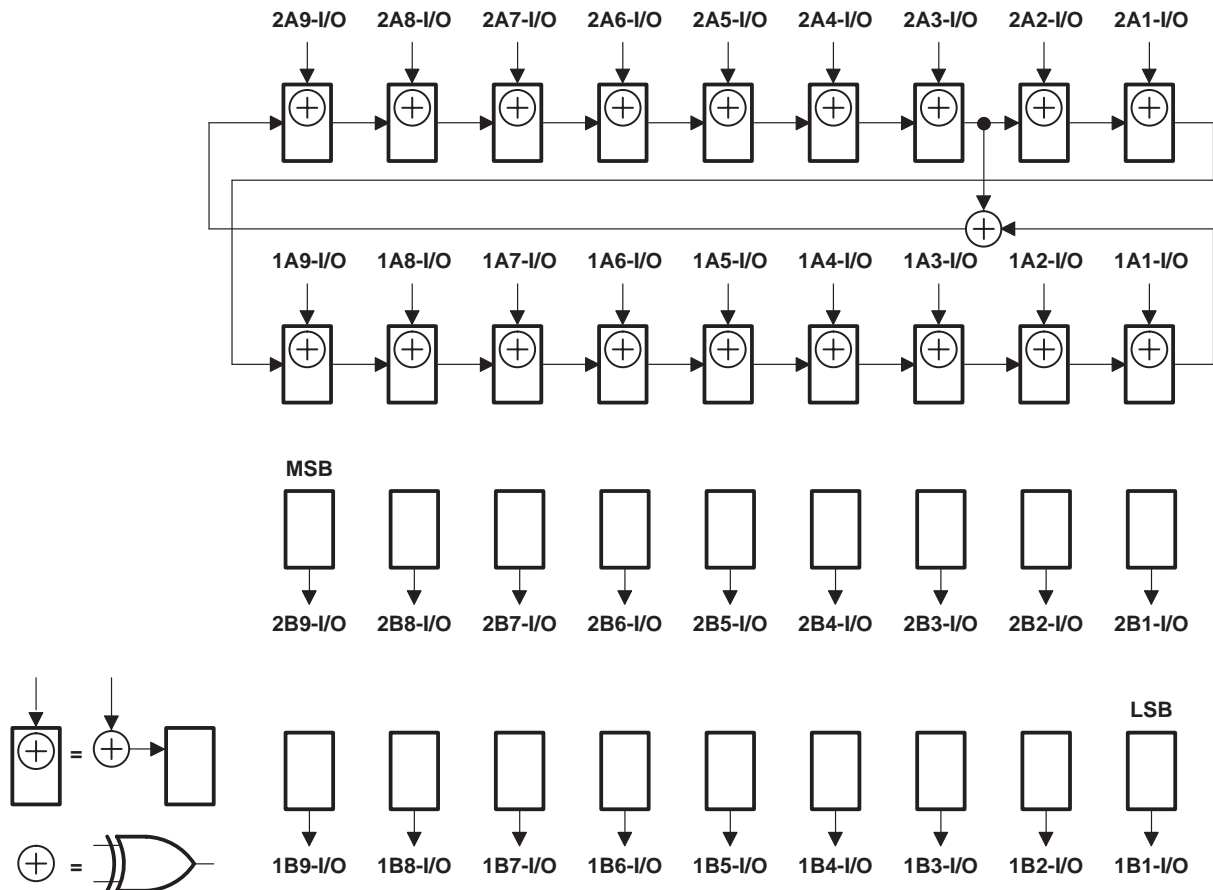 2A9-I/O 2A8-I/O 2A7-I/O 2A6-I/O 2A5-I/O 2A4-I/O 2A3-I/O 2A2-I/O 2A1-I/O
1A9-I/O 1A8-I/O 1A7-I/O 1A6-I/O 1A5-I/O 1A4-I/O 1A3-I/O 1A2-I/O 1A1-I/O
MSB
2B9-I/O 2B8-I/O 2B7-I/O 2B6-I/O 2B5-I/O 2B4-I/O 2B3-I/O 2B2-I/O 2B1-I/O
LSB
=
=
1B9-I/O 1B8-I/O 1B7-I/O 1B6-I/O 1B5-I/O 1B4-I/O 1B3-I/O 1B2-I/O 1B1-I/O